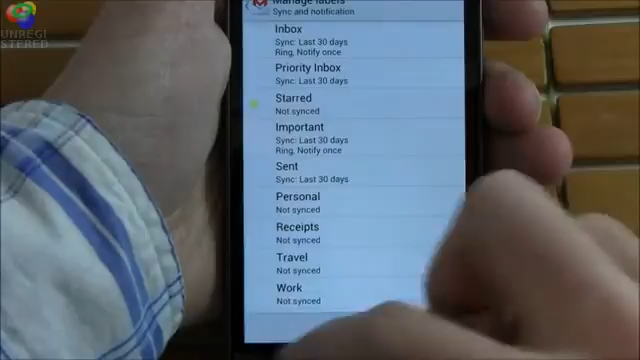 UNREGI
STERED
Manage labels
Sync and notification
Inbox
Sync: Last 30 days
Ring, Notify once
Priority Inbox
Sync: Last 30 days
Starred
Not synced
Important
Sync: Last 30 days
Ring, Notify once
Sent
Sync: Last 30 days
Personal
Not synced
Receipts
Not synced
Travel
Not synced
Work
Not synced